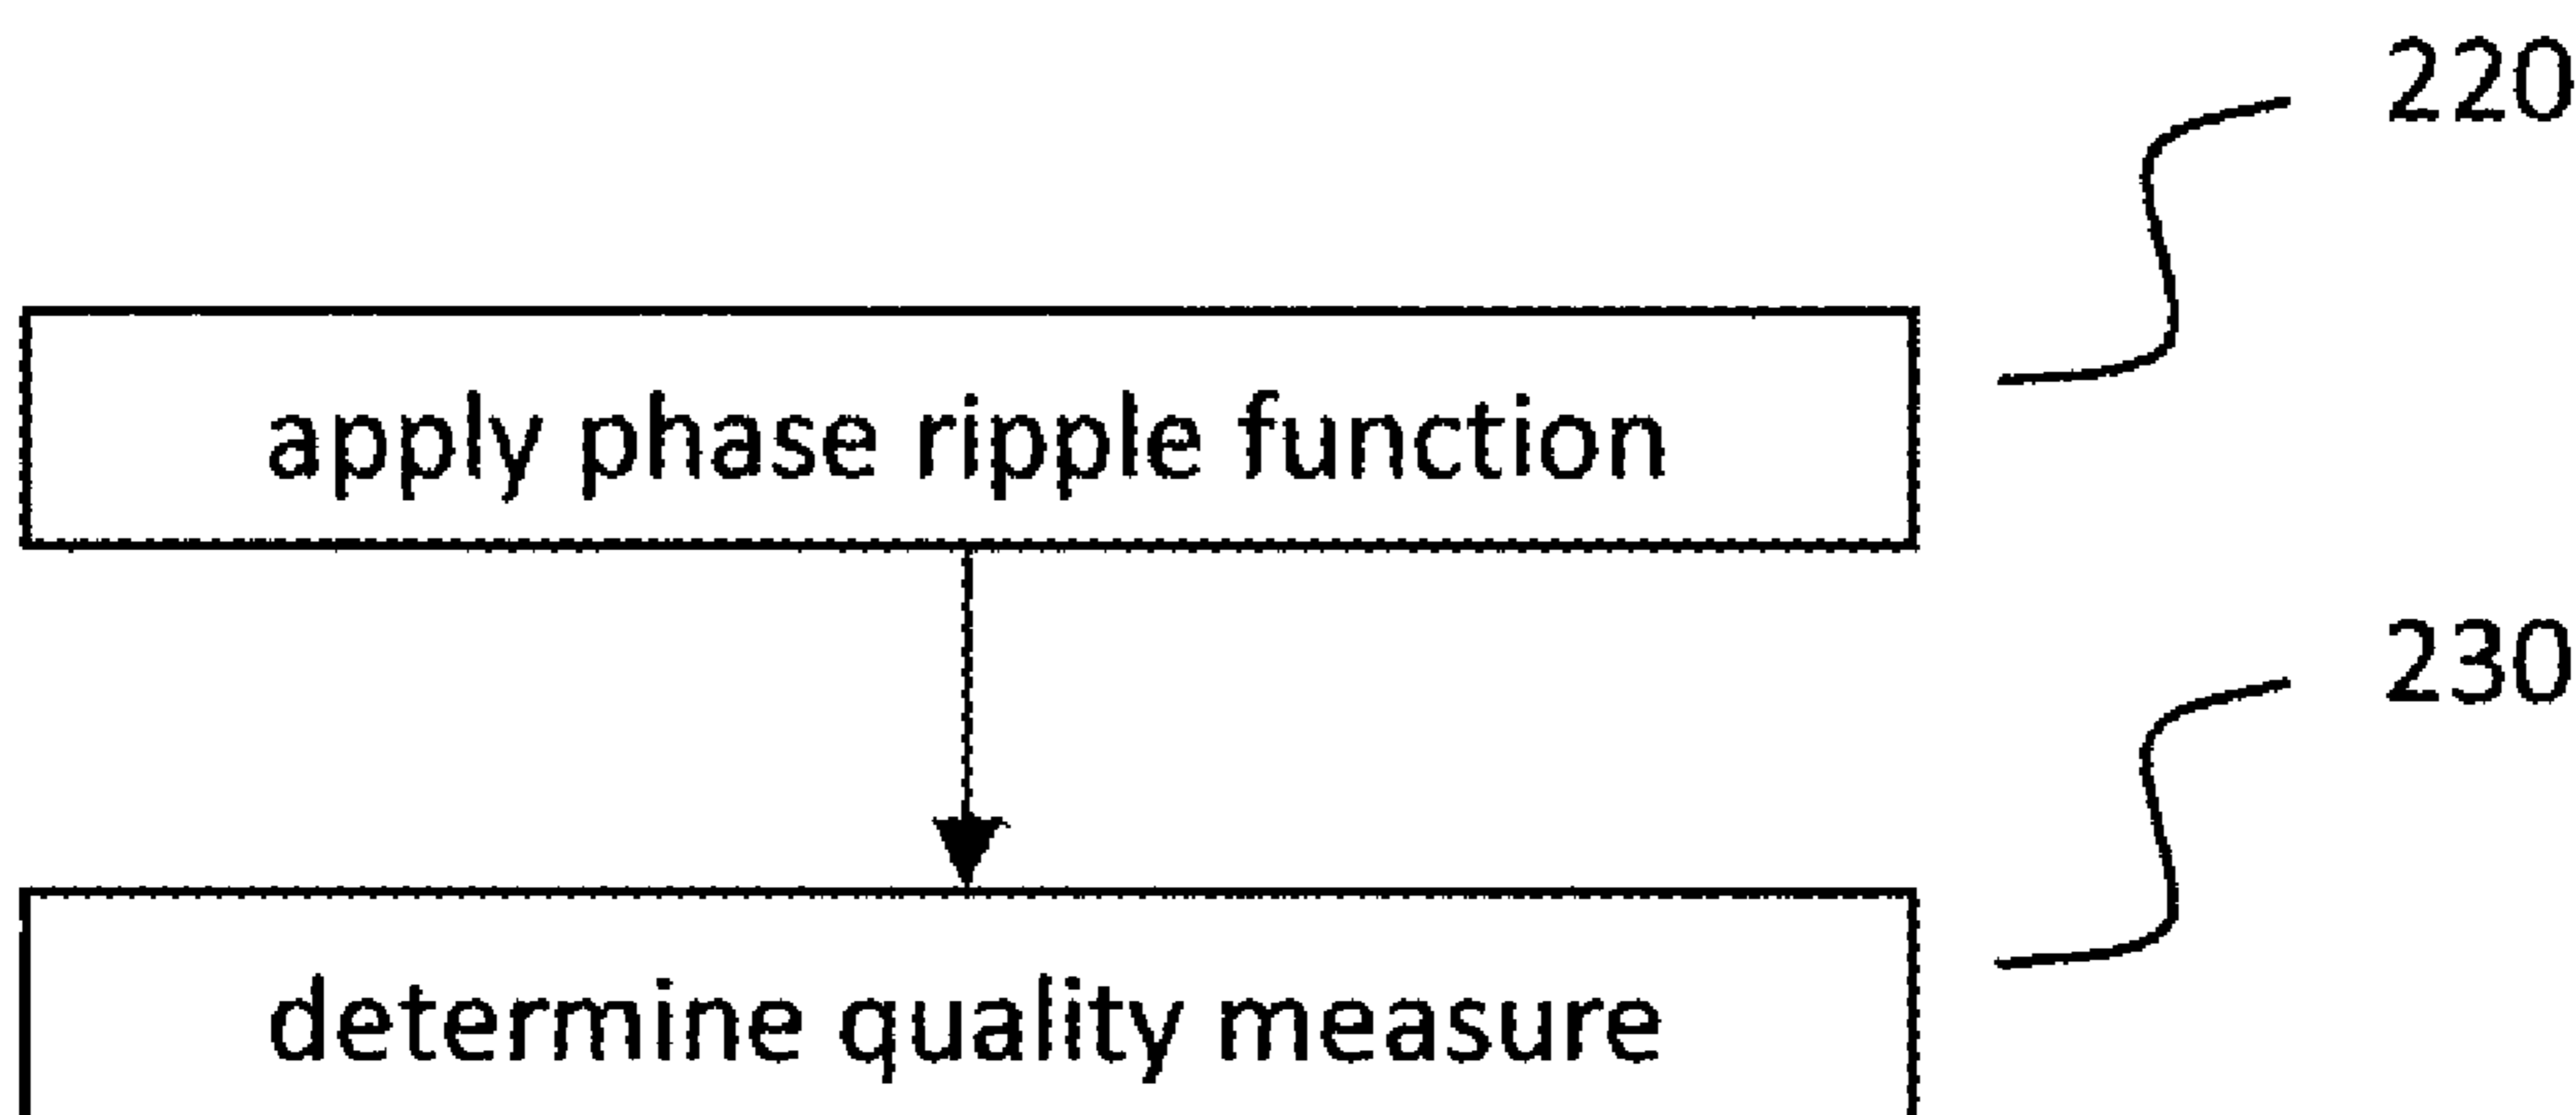 220
apply phase ripple function
230
determine quality measure